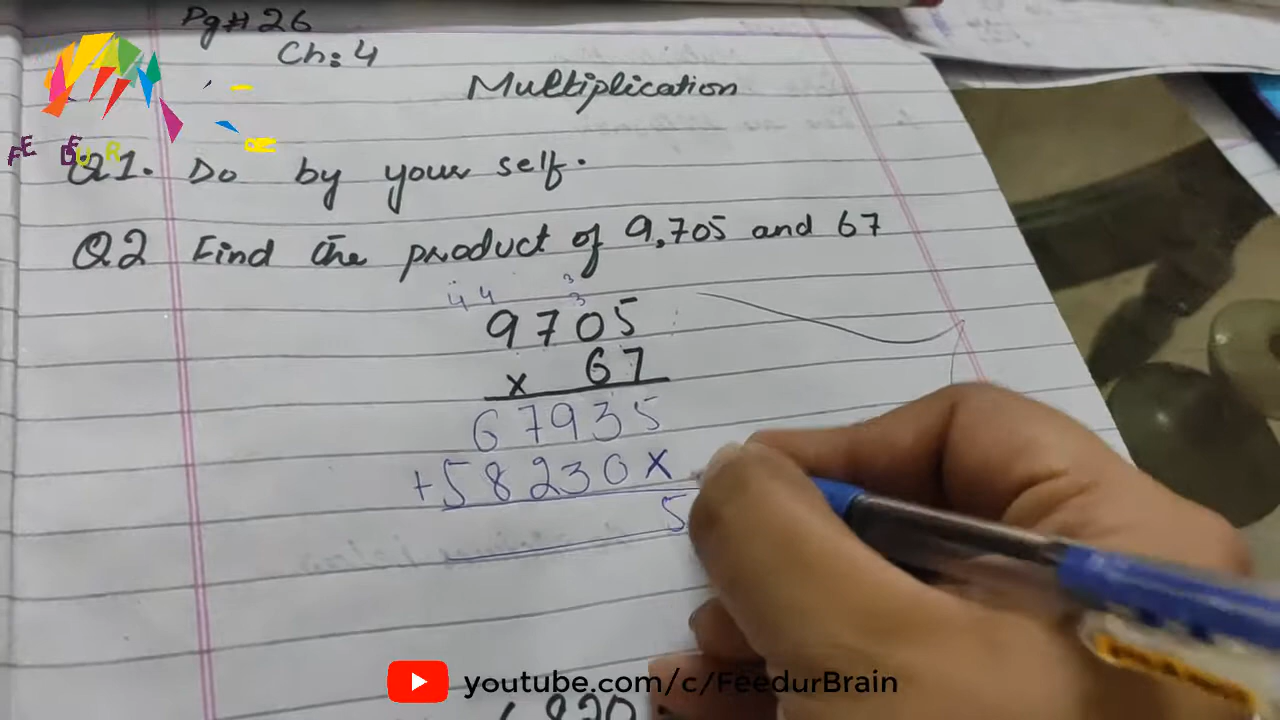 Pg# 26
Ch: 4
Multiplication
Q1. Do by your self.
Q2 Find the product of 9,705 and 67
4 4 3
3
9705
× 67
67935
+58230×
5
youtube.com/c/FeedurBrain